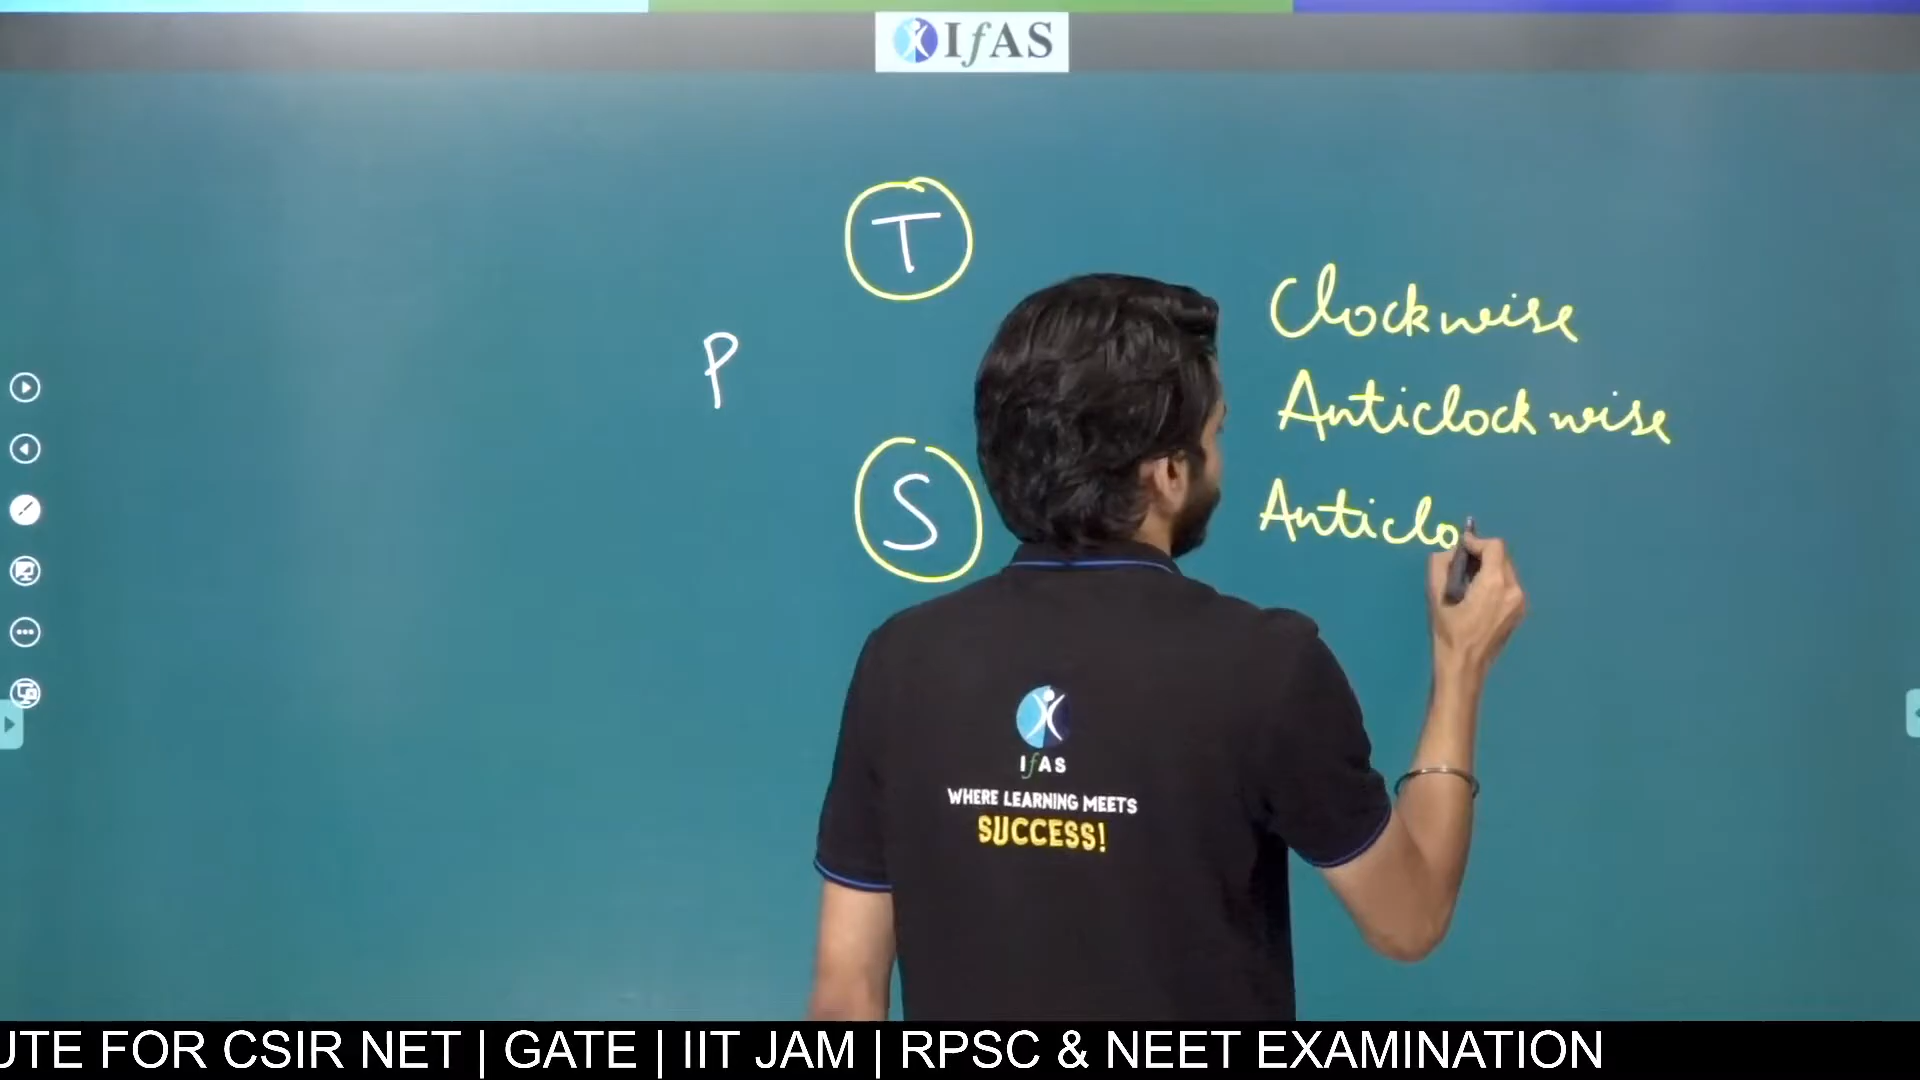 IfAS
T
Clockwise
P
Anticlockwise
S
Anticlo
IfAS
WHERE LEARNING MEETS
SUCCESS!
UTE FOR CSIR NET | GATE | IIT JAM | RPSC & NEET EXAMINATION